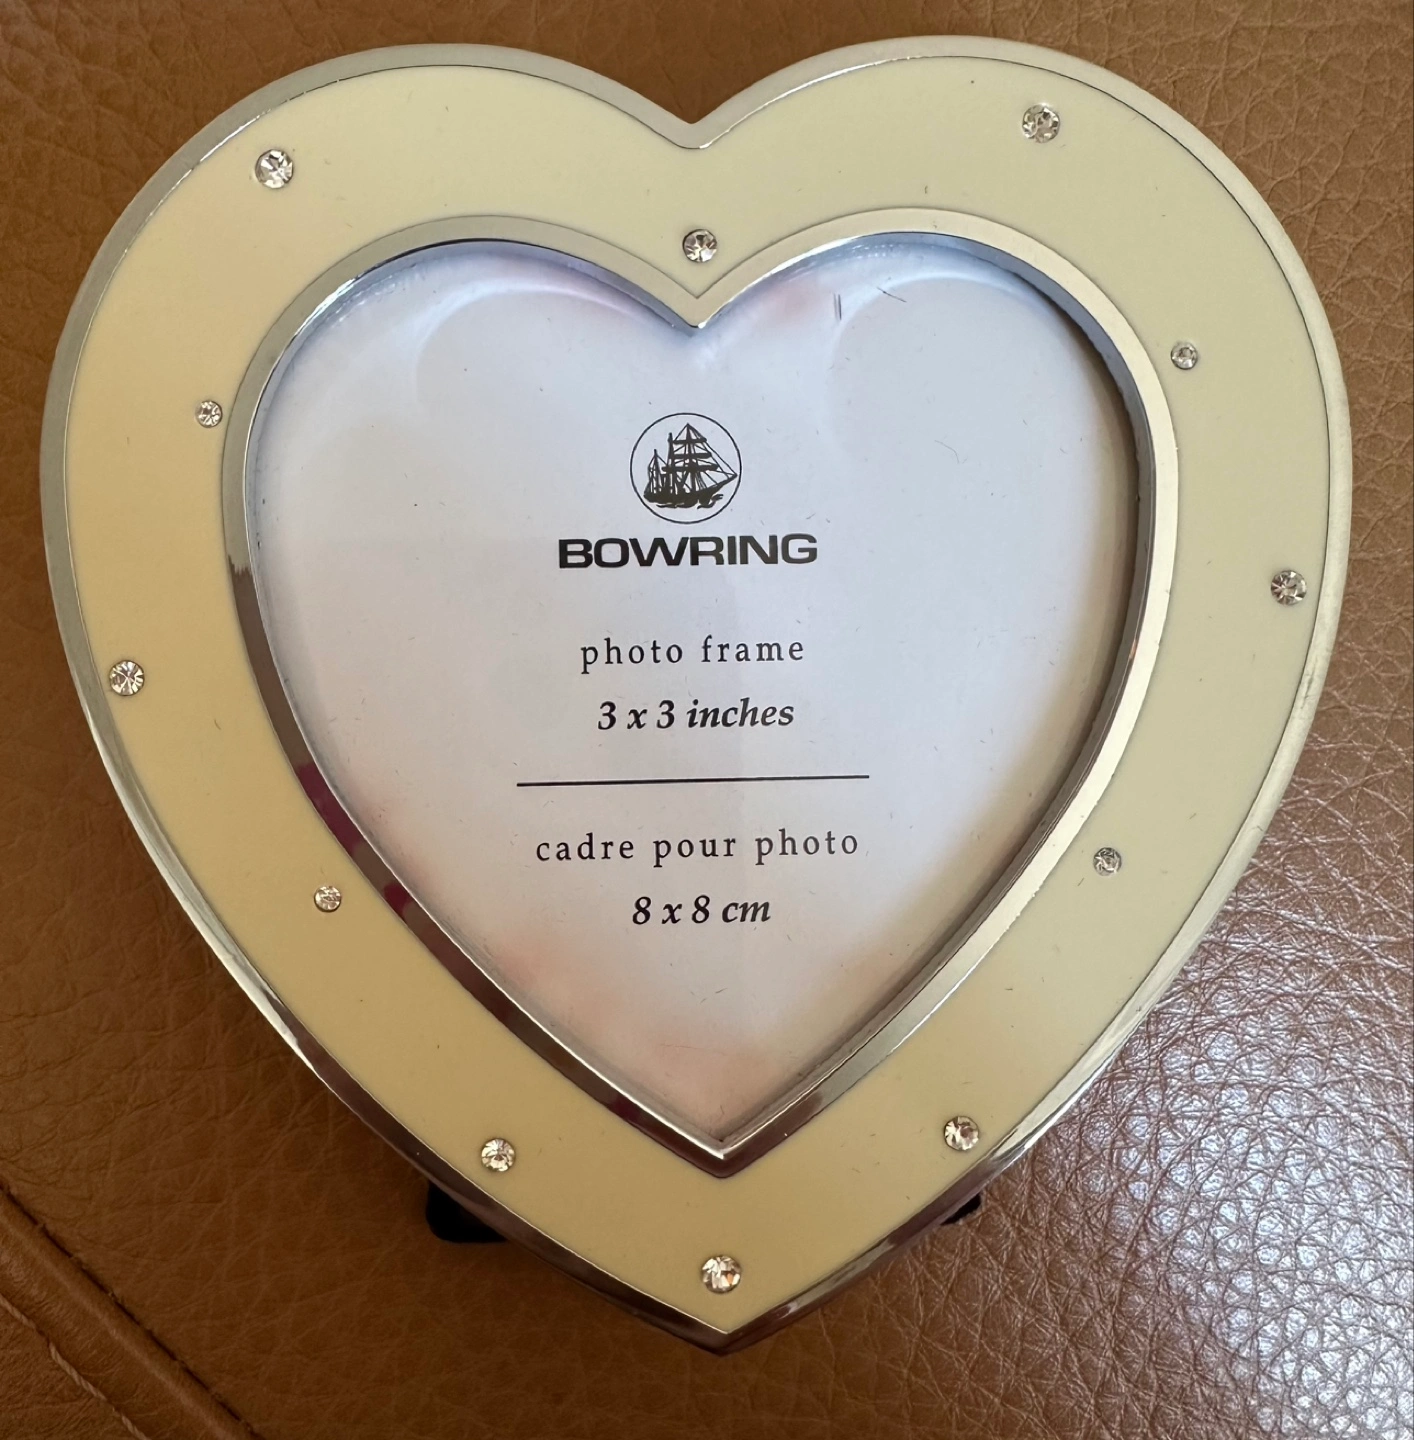 BOWRING
photo frame
3 x 3 inches
cadre pour photo
8 x 8 cm